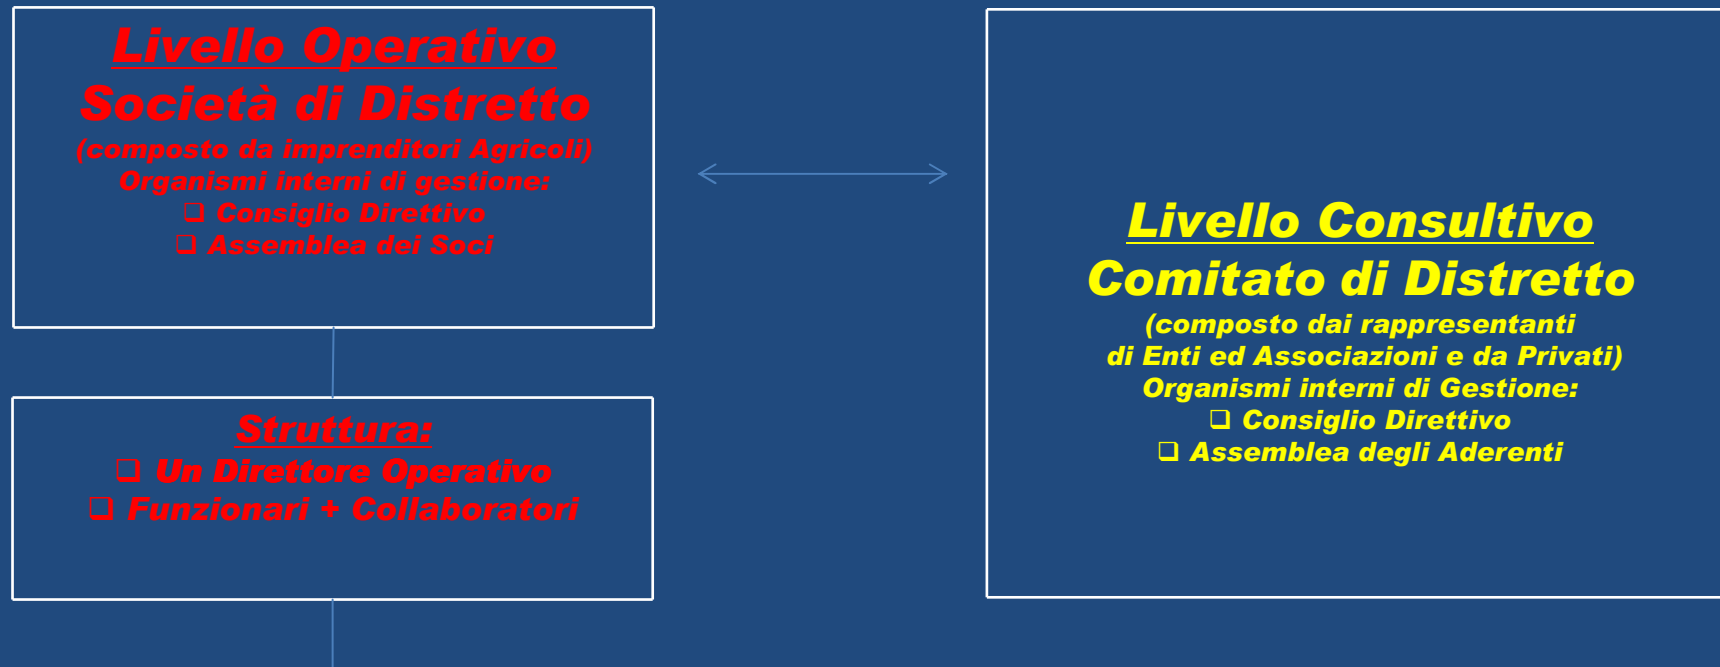 Livello Operativo
Società di Distretto
(composto da imprenditori Agricoli)
Organismi interni di gestione:
❑ Consiglio Direttivo
❑ Assemblea dei Soci
Struttura:
❑ Un Direttore Operativo
❑ Funzionari + Collaboratori
Livello Consultivo
Comitato di Distretto
(composto dai rappresentanti
di Enti ed Associazioni e da Privati)
Organismi interni di Gestione:
❑ Consiglio Direttivo
❑ Assemblea degli Aderenti